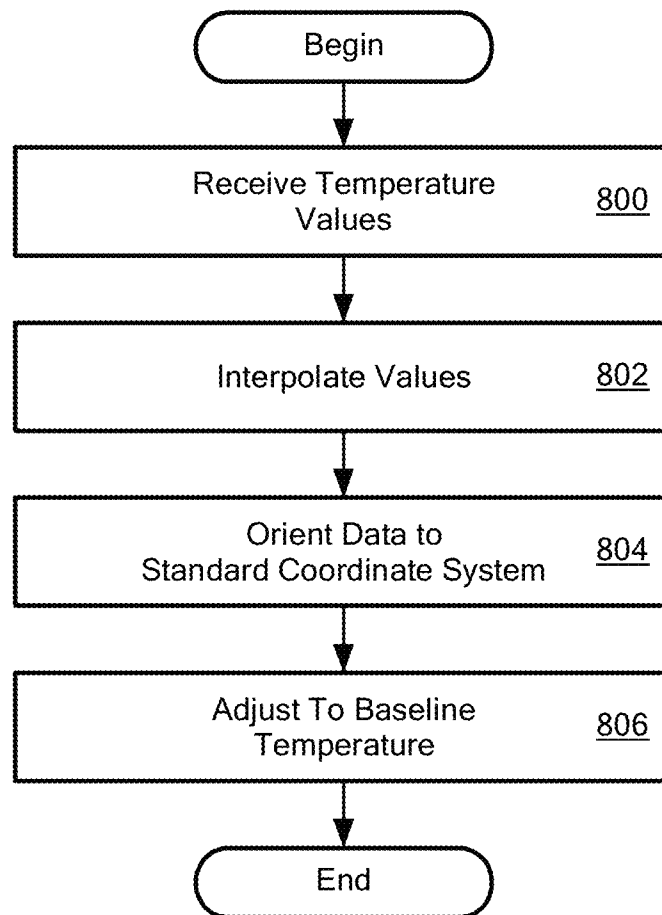 Begin
Receive Temperature
Values
800
Interpolate Values 802
Orient Data to
Standard Coordinate System
804
Adjust To Baseline
Temperature
806
End